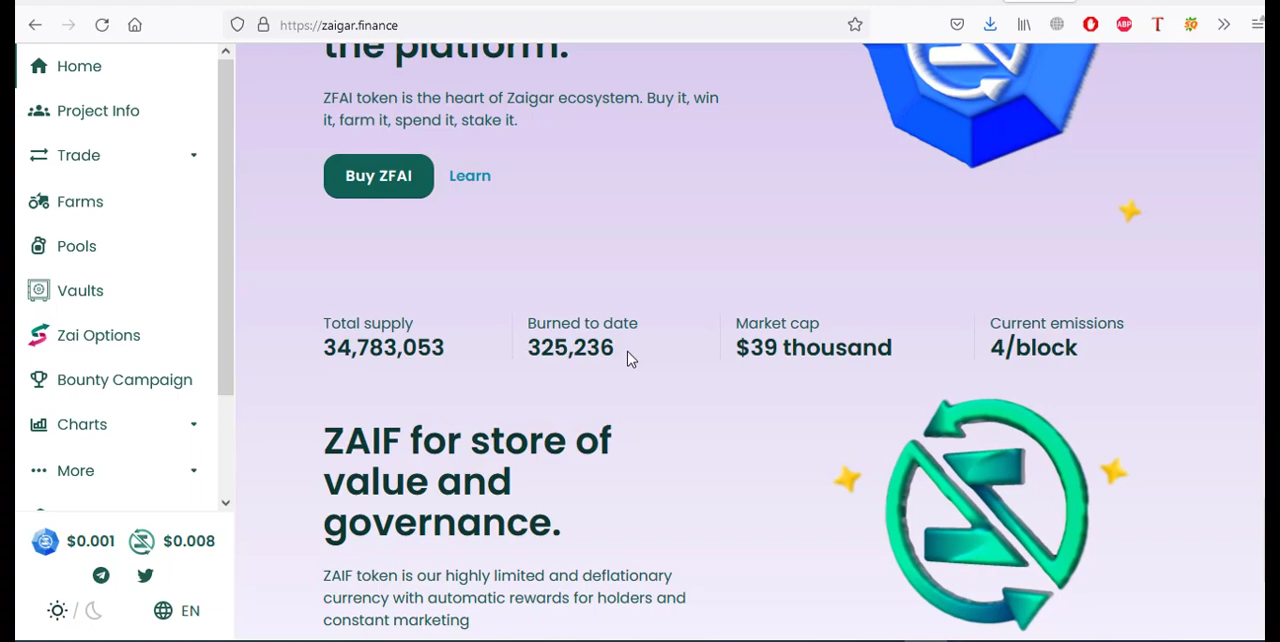 https://zaigar.finance
ABP
T
Home
Project Info
Trade
Farms
Pools
Vaults
Zai Options
Bounty Campaign
Charts
More
$0.001
$0.008
EN
the platform.
ZFAI token is the heart of Zaigar ecosystem. Buy it, win
it, farm it, spend it, stake it.
Buy ZFAI
Learn
Total supply
34,783,053
Burned to date
325,236
Market cap
$39 thousand
Current emissions
4/block
ZAIF for store of
value and
governance.
ZAIF token is our highly limited and deflationary
currency with automatic rewards for holders and
constant marketing